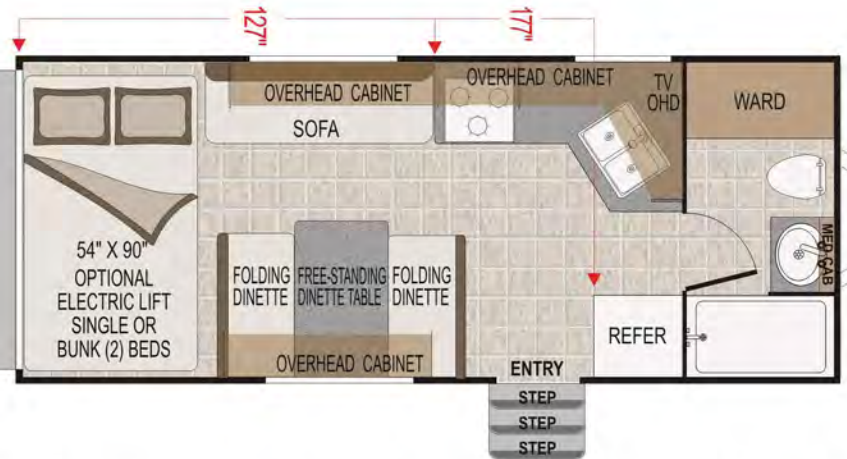 127"
177"
OVERHEAD CABINET
SOFA
OVERHEAD CABINET
TV
OHD
WARD
54" X 90"
OPTIONAL
ELECTRIC LIFT
SINGLE OR
BUNK (2) BEDS
FOLDING
DINETTE
FREE-STANDING
DINETTE TABLE
FOLDING
DINETTE
OVERHEAD CABINET
MED-CAB
REFER
ENTRY
STEP
STEP
STEP